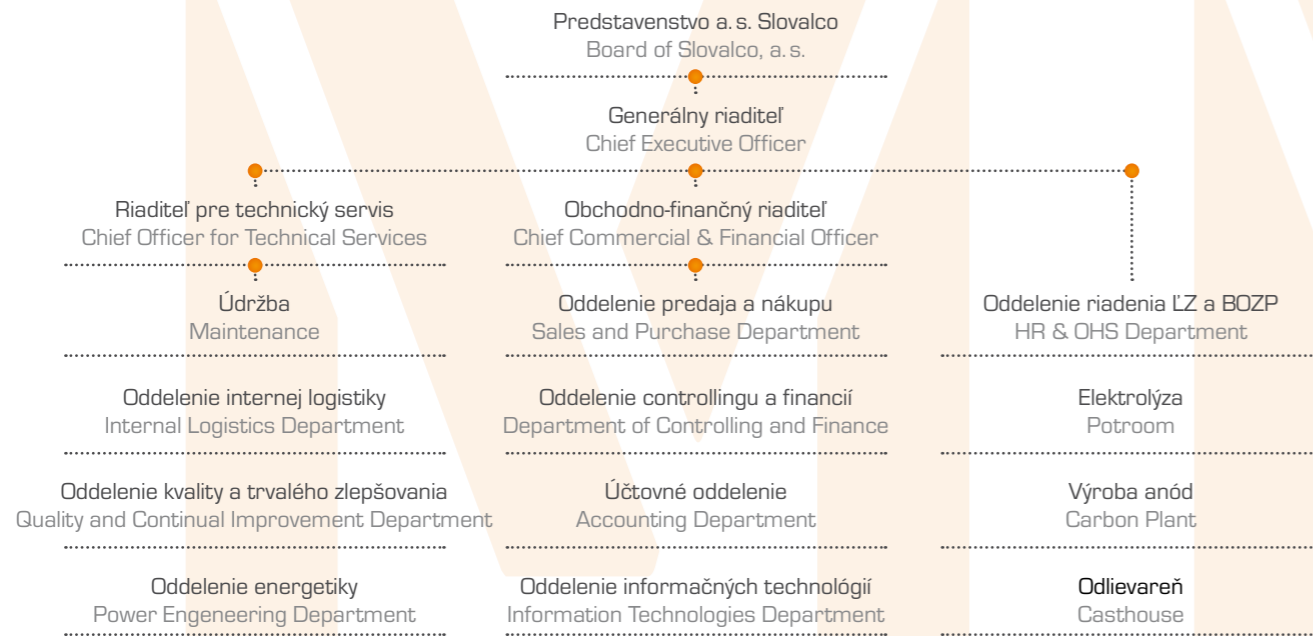 Predstavenstvo a. s. Slovalco
Board of Slovalco, a. s.
Generálny riaditeľ
Chief Executive Officer
Riaditeľ pre technický servis
Chief Officer for Technical Services
Obchodno-finančný riaditeľ
Chief Commercial & Financial Officer
Údržba
Maintenance
Oddelenie predaja a nákupu
Sales and Purchase Department
Oddelenie riadenia ĽZ a BOZP
HR & OHS Department
Oddelenie internej logistiky
Internal Logistics Department
Oddelenie controllingu a financií
Department of Controlling and Finance
Elektrolýza
Potroom
Oddelenie kvality a trvalého zlepšovania
Quality and Continual Improvement Department
Účtovné oddelenie
Accounting Department
Výroba anód
Carbon Plant
Oddelenie energetiky
Power Engeneering Department
Oddelenie informačných technológií
Information Technologies Department
Odlievareň
Casthouse